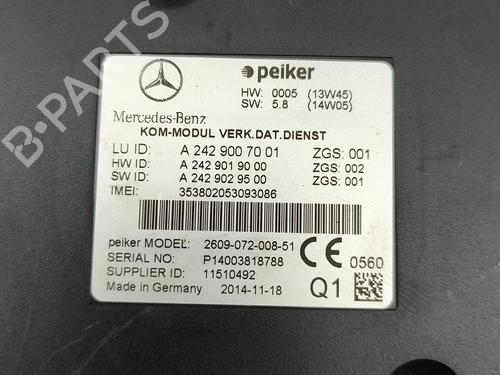 B-PARTS
peiker
HW: 0005 (13W45)
SW: 5.8 (14W05)
Mercedes-Benz
KOM-MODUL VERK.DAT.DIENST
LU ID: A 242 900 70 01 ZGS: 001
HW ID: A 242 901 90 00 ZGS: 002
SW ID: A 242 902 95 00 ZGS: 001
IMEI: 353802053093086
peiker MODEL: 2609-072-008-51
SERIAL NO: P14003818788
SUPPLIER ID: 11510492
Made in Germany 2014-11-18
CE 0560
Q1